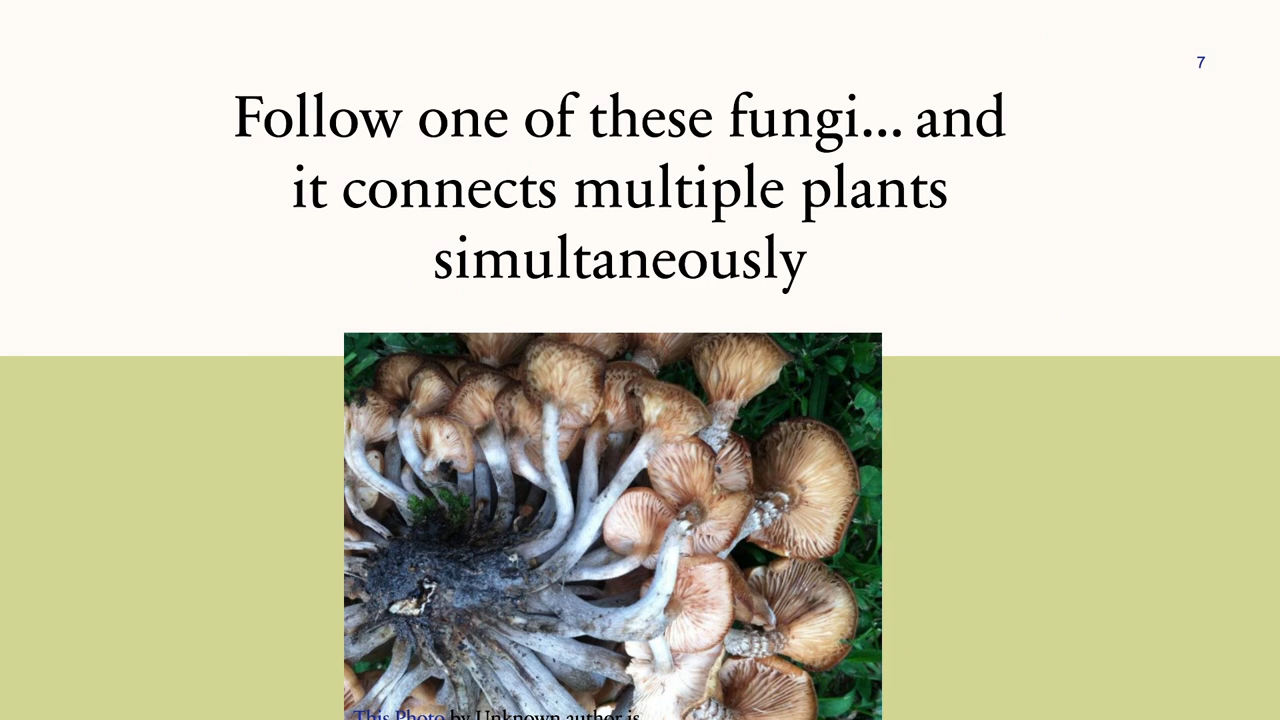 7
Follow one of these fungi... and
it connects multiple plants
simultaneously
This Photo by Unknown author is